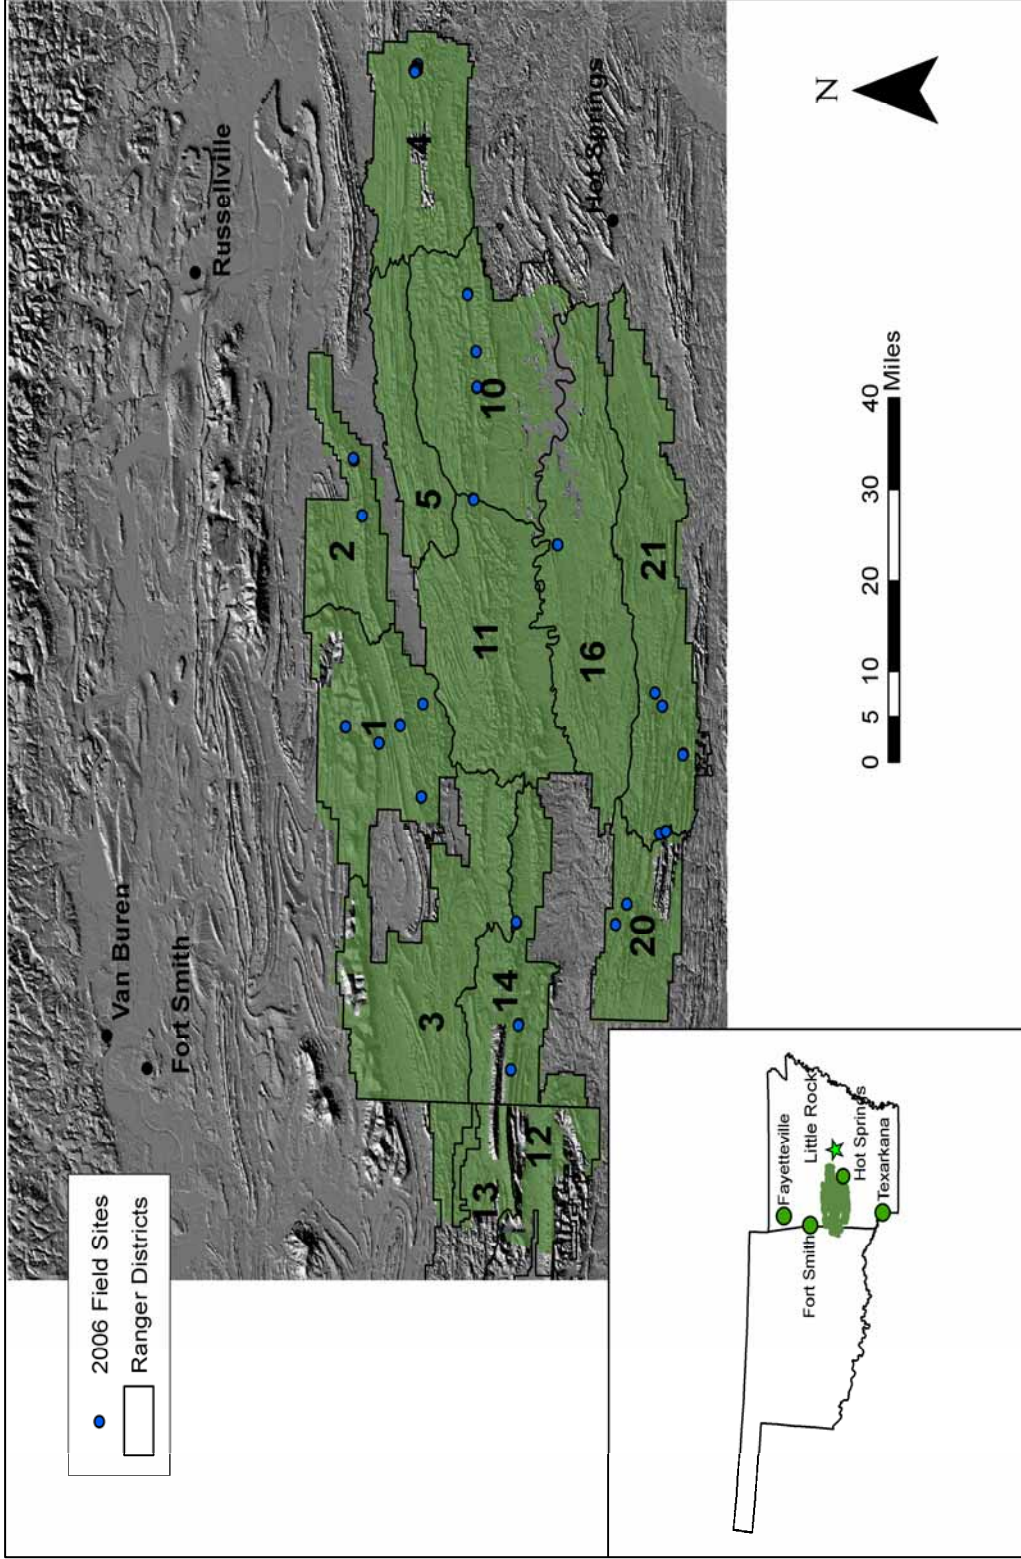 2006 Field Sites
Ranger Districts
Van Buren
Fort Smith
Russellville
Hot Springs
1
2
3
4
5
10
11
12
13
14
16
20
21
Fayetteville
Fort Smith
Little Rock
Hot Springs
Texarkana
0
5
10
20
30
40
Miles
N